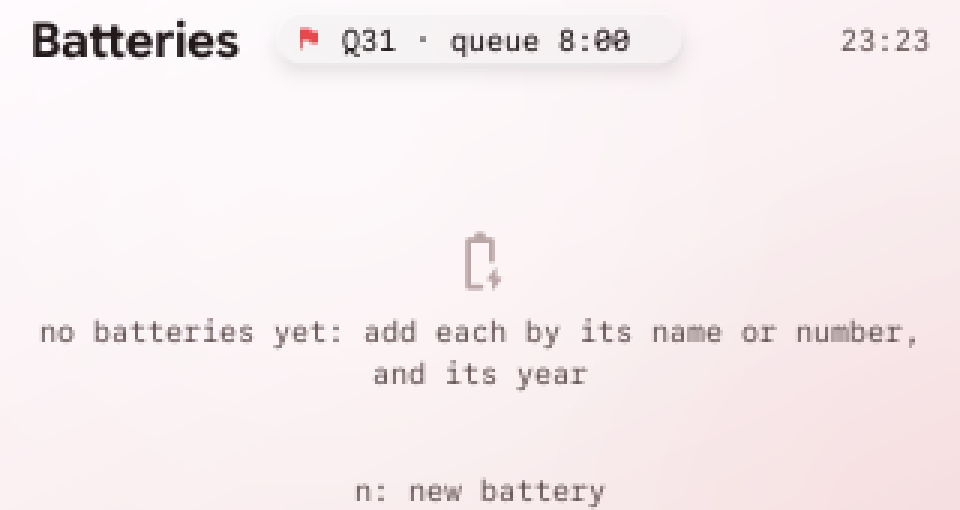 Batteries
Q31 · queue 8:00
23:23
no batteries yet: add each by its name or number,
and its year
n: new battery